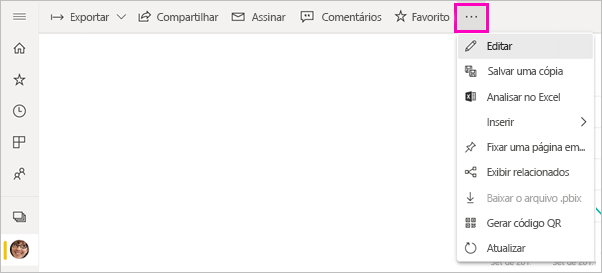 Exportar
Compartilhar
Assinar
Comentários
Favorito
Editar
Salvar uma cópia
Analisar no Excel
Inserir
Fixar uma página em...
Exibir relacionados
Baixar o arquivo .pbix
Gerar código QR
Atualizar